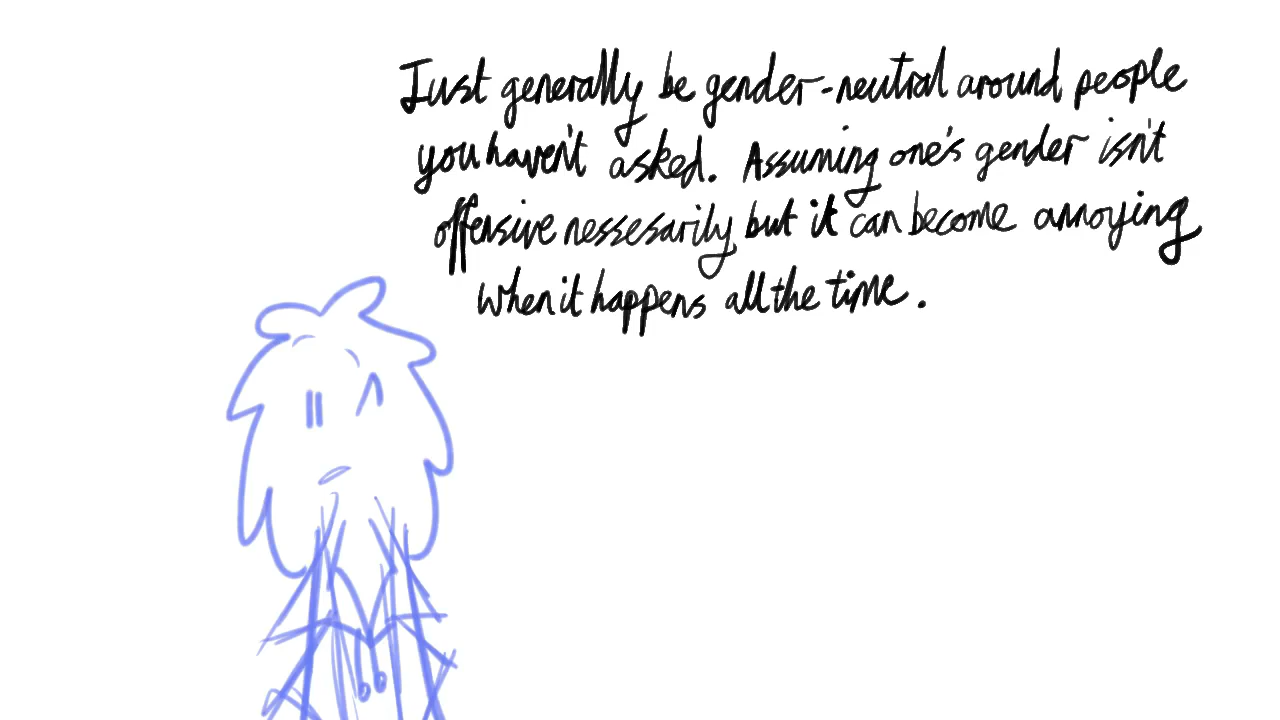 Just generally be gender-neutral around people
you haven't asked. Assuming one's gender isn't
offensive nessesarily but it can become annoying
when it happens all the time.